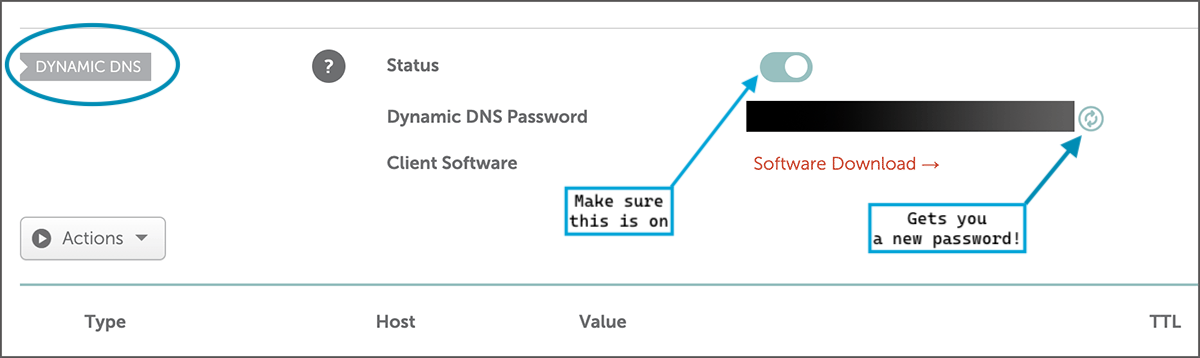 DYNAMIC DNS
?
Status
Dynamic DNS Password
Client Software
Software Download →
Make sure
this is on
Gets you
a new password!
Actions
Type Host Value TTL